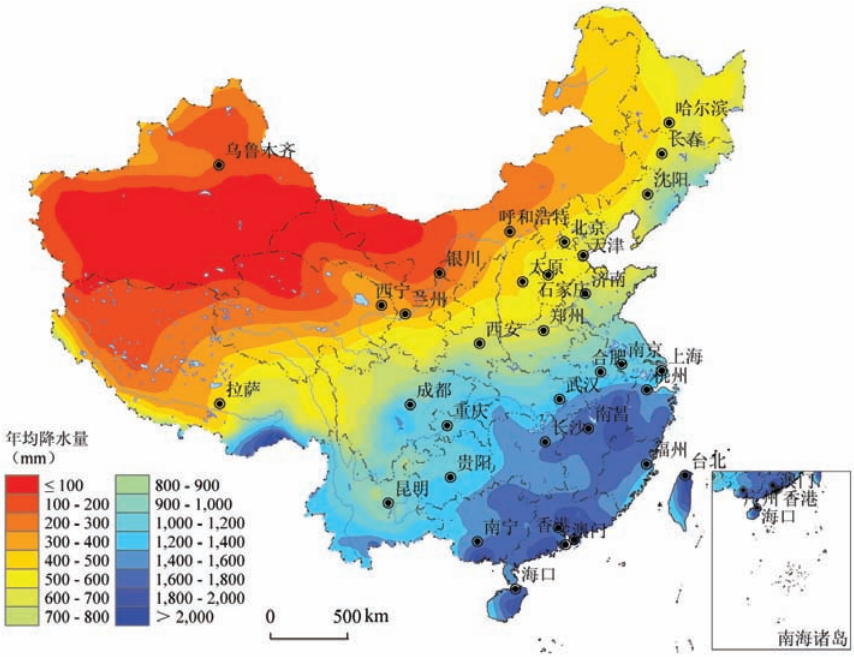 哈尔滨
长春
乌鲁木齐
沈阳
呼和浩特
北京
天津
银川
太原
济南
石家庄
西宁
兰州
郑州
西安
合肥
南京
上海
杭州
拉萨
成都
武汉
重庆
南昌
长沙
福州
台北
贵阳
昆明
南宁
香港
澳门
海口
年均降水量
(mm)
≤ 100
100 - 200
200 - 300
300 - 400
400 - 500
500 - 600
600 - 700
700 - 800
800 - 900
900 - 1,000
1,000 - 1,200
1,200 - 1,400
1,400 - 1,600
1,600 - 1,800
1,800 - 2,000
> 2,000
0 500 km
澳门
广州 香港
海口
南海诸岛